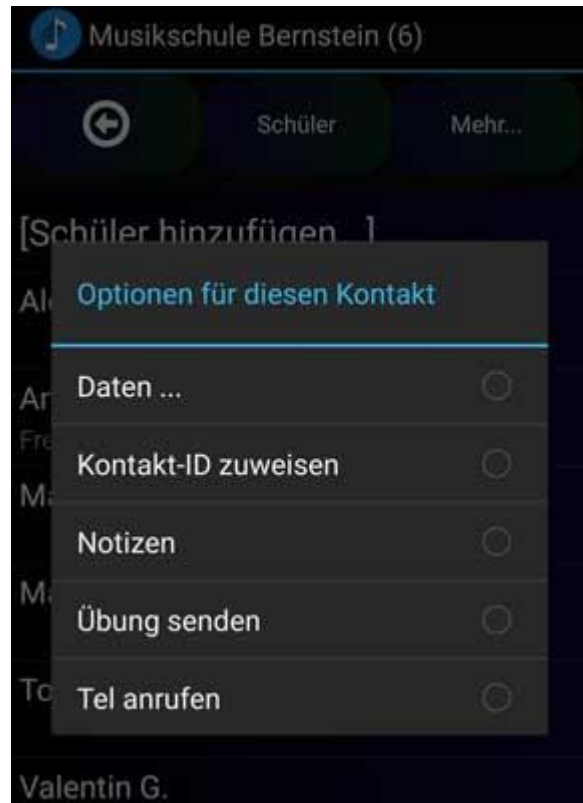 Musikschule Bernstein (6)
Schüler
Mehr...
[Schüler hinzufügen ...]
Optionen für diesen Kontakt
Daten ...
Kontakt-ID zuweisen
Notizen
Übung senden
Tel anrufen
Valentin G.